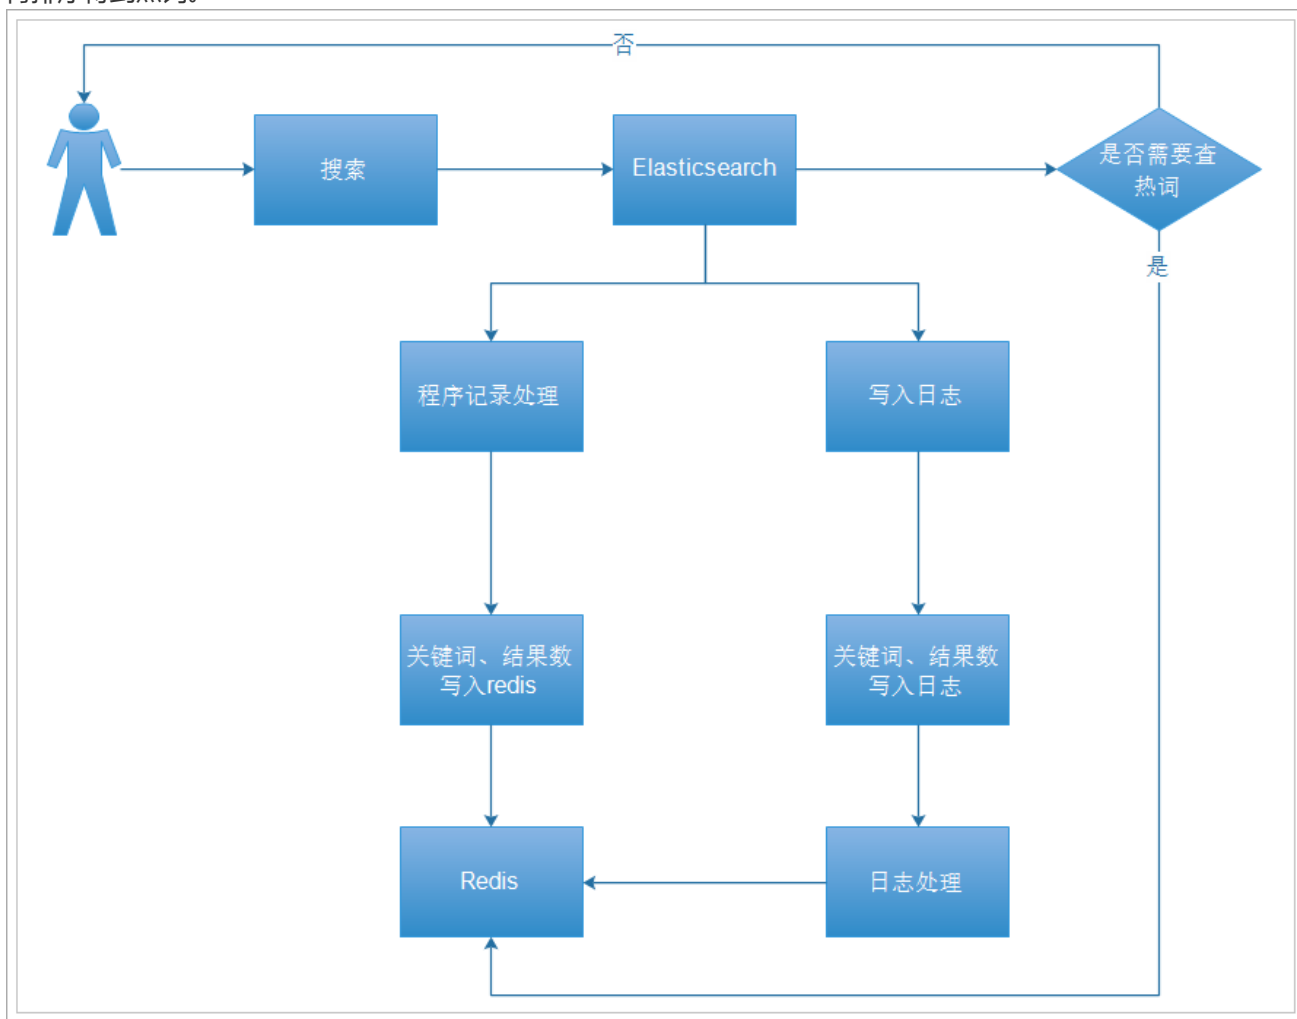 否
搜索
Elasticsearch
是否需要查
热词
是
程序记录处理
写入日志
关键词、结果数
写入redis
关键词、结果数
写入日志
Redis
日志处理